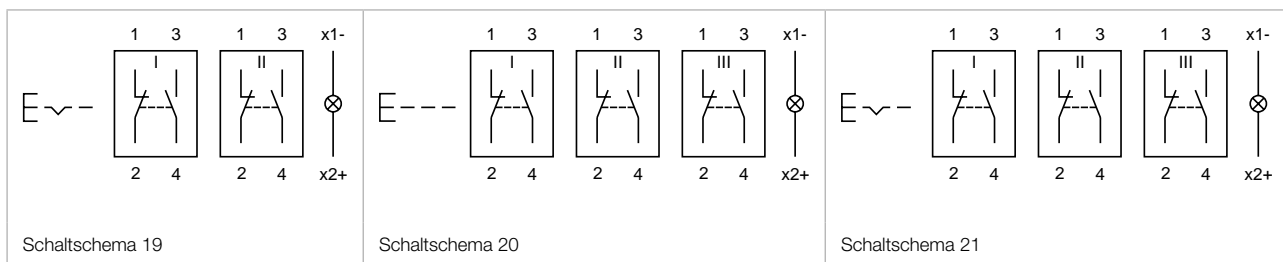 1 3 1 3 x1-
I II
2 4 2 4 x2+
Schaltschema 19
1 3 1 3 1 3 x1-
I II III
2 4 2 4 2 4 x2+
Schaltschema 20
1 3 1 3 1 3 x1-
I II III
2 4 2 4 2 4 x2+
Schaltschema 21